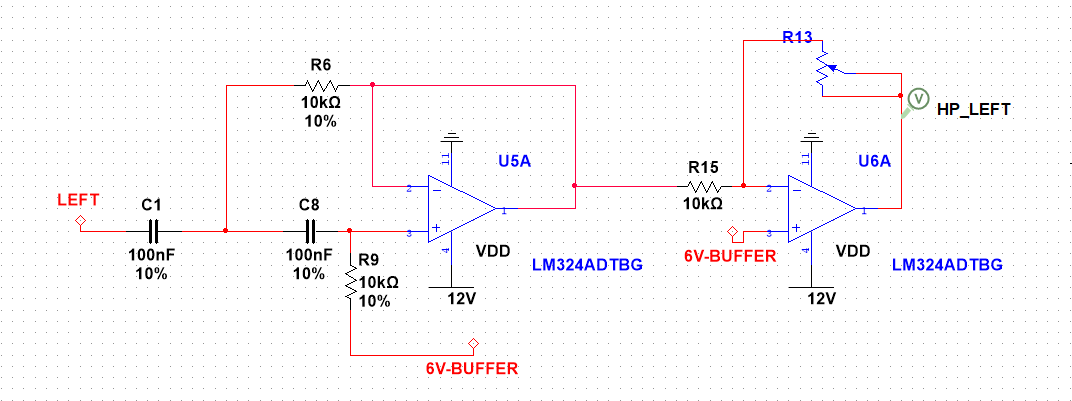 R13
R6
10kΩ
10%
V
HP_LEFT
11
U5A
11
U6A
LEFT
C1
100nF
10%
C8
100nF
10%
2
3
1
4
R9
10kΩ
10%
VDD
LM324ADTBG
12V
R15
10kΩ
2
3
1
4
6V-BUFFER
VDD
LM324ADTBG
12V
6V-BUFFER